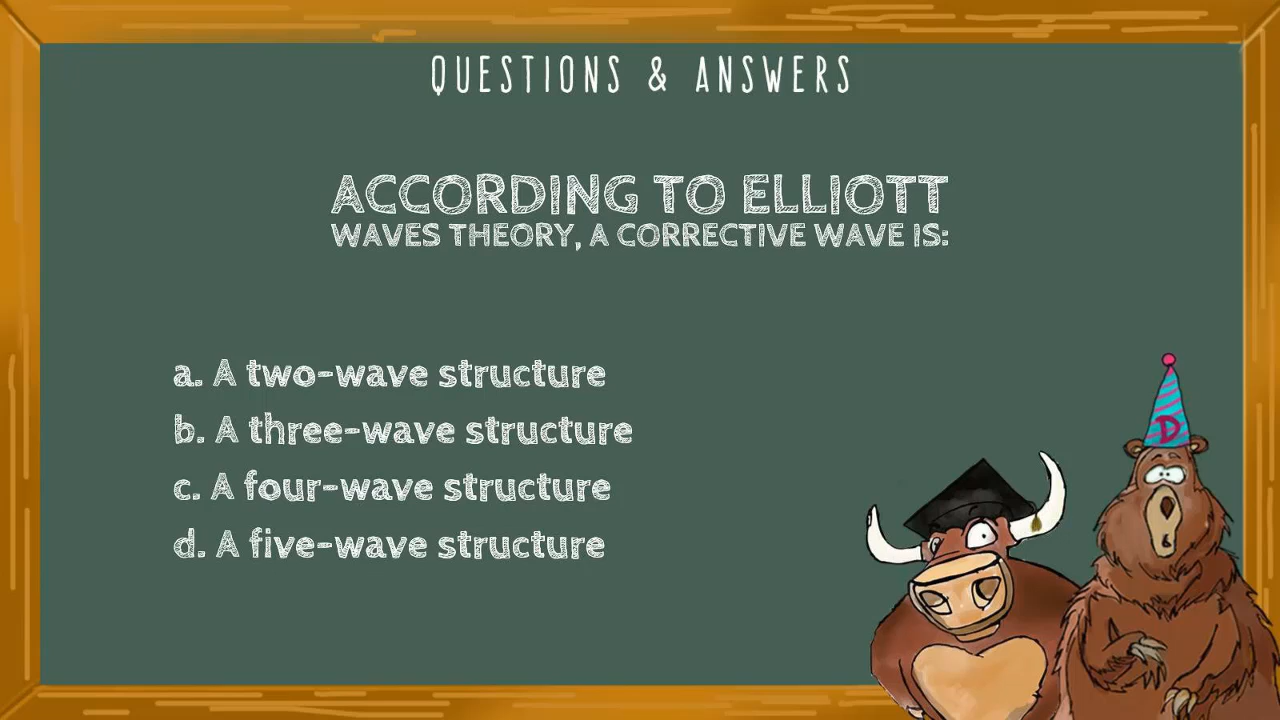 QUESTIONS & ANSWERS
ACCORDING TO ELLIOTT
WAVES THEORY, A CORRECTIVE WAVE IS:
a. A two-wave structure
b. A three-wave structure
c. A four-wave structure
d. A five-wave structure
D